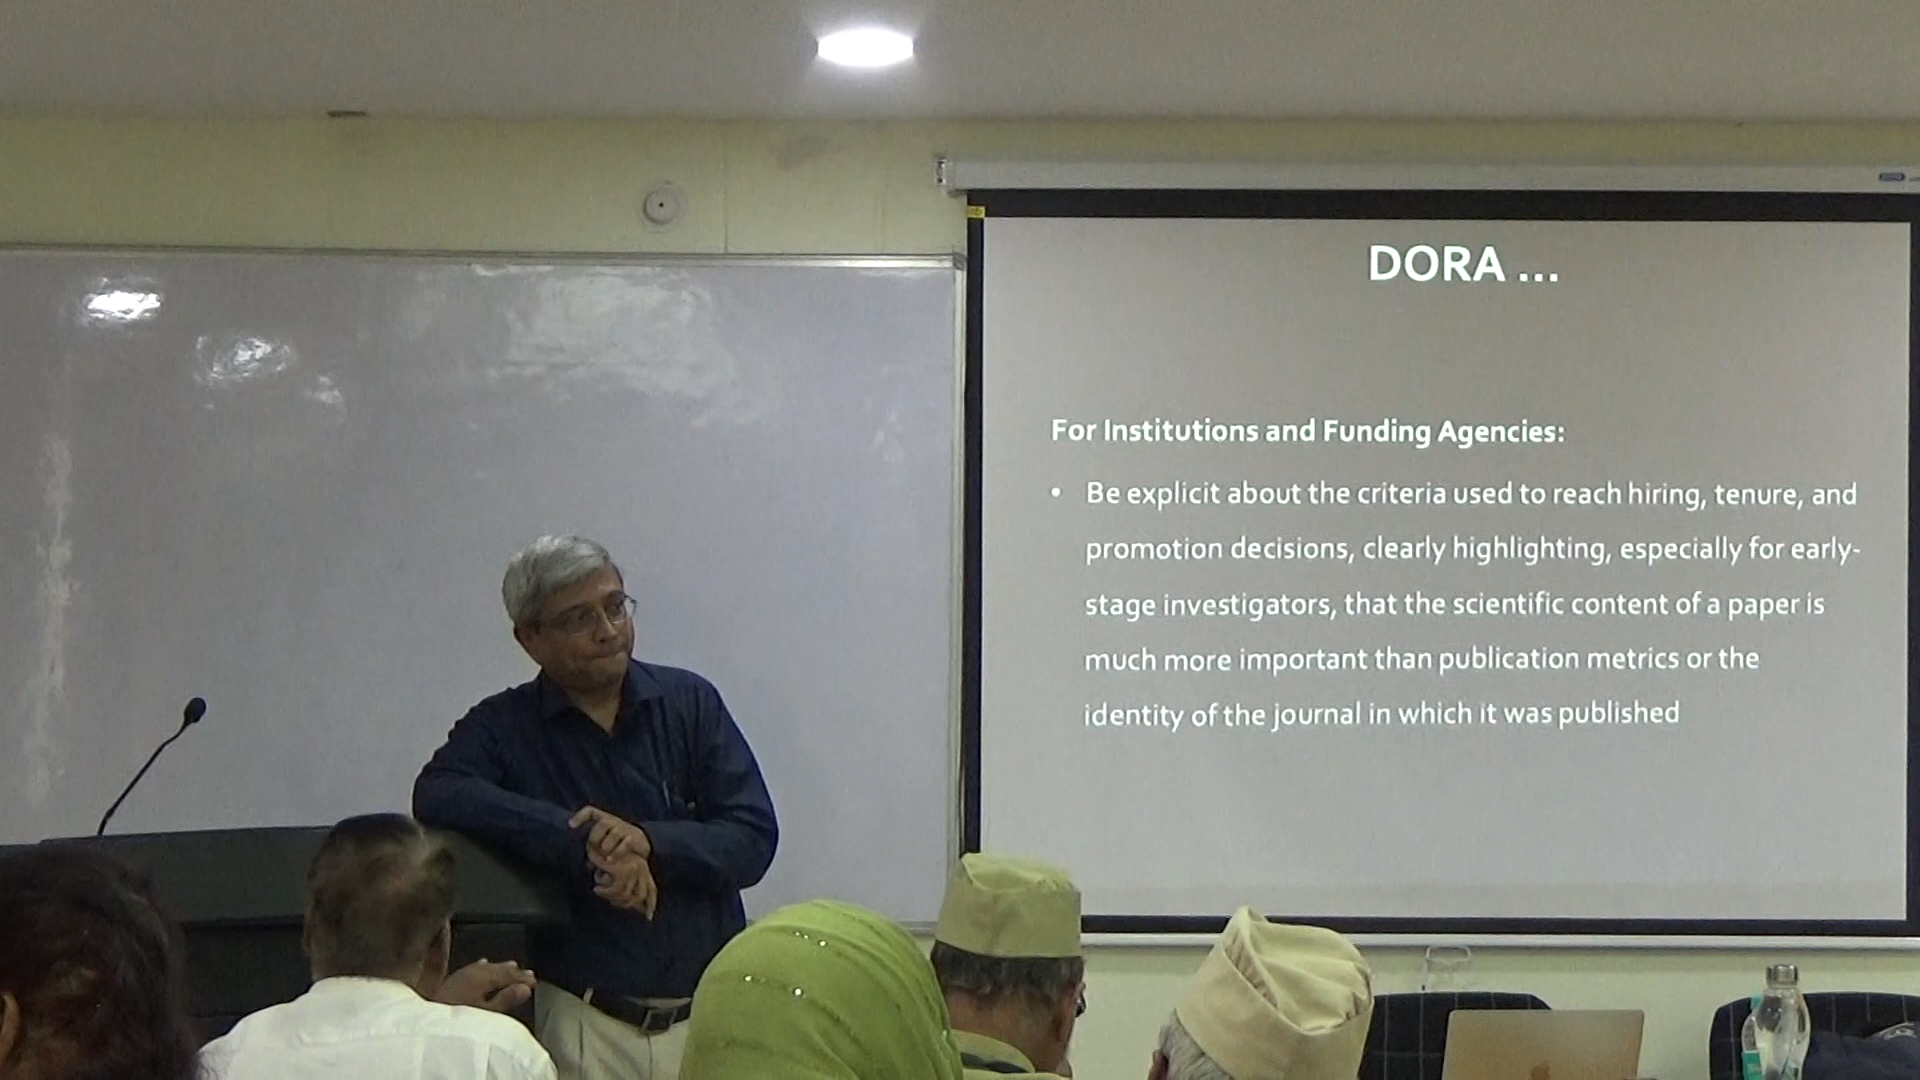 DORA ...
For Institutions and Funding Agencies:
• Be explicit about the criteria used to reach hiring, tenure, and
promotion decisions, clearly highlighting, especially for early-
stage investigators, that the scientific content of a paper is
much more important than publication metrics or the
identity of the journal in which it was published